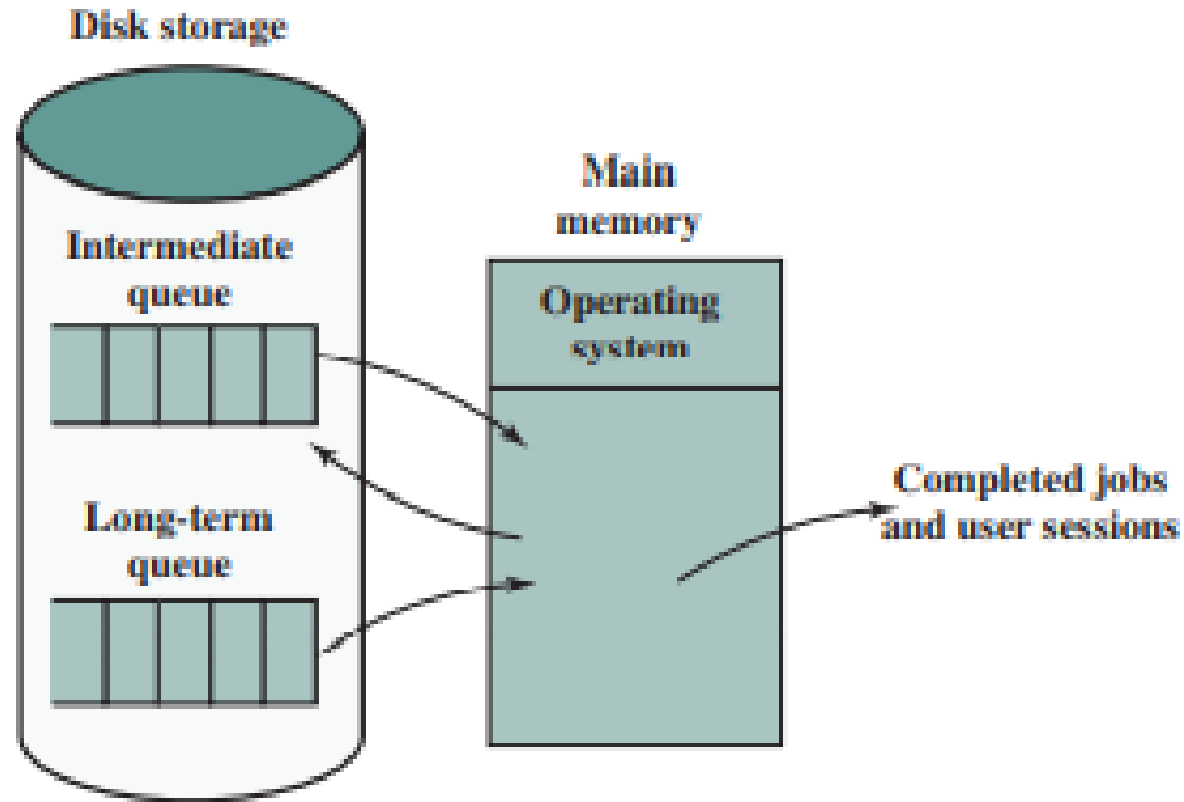 Disk storage
Intermediate
queue
Long-term
queue
Main
memory
Operating
system
Completed jobs
and user sessions